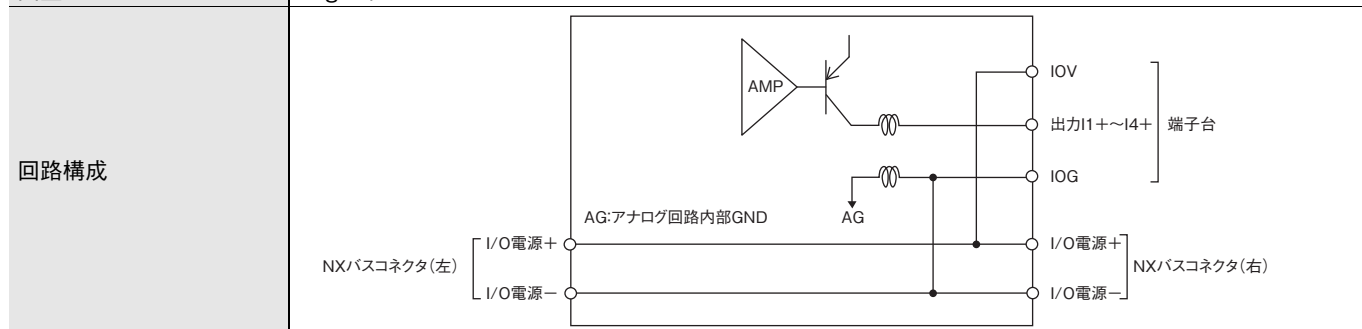 回路構成
AMP
IOV
出力I1+~I4+
端子台
IOG
AG:アナログ回路内部GND
AG
I/O電源+
I/O電源+
NXバスコネクタ(左)
NXバスコネクタ(右)
I/O電源-
I/O電源-